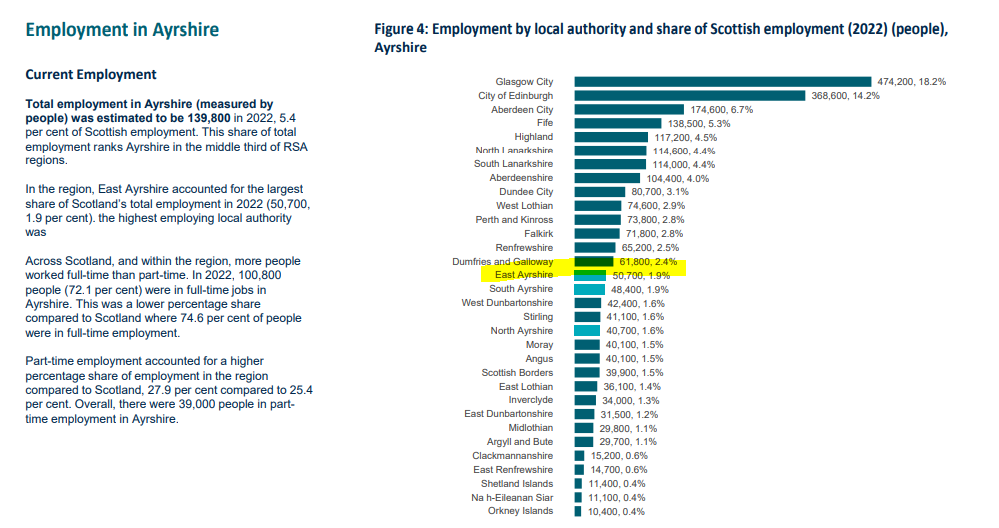 Employment in Ayrshire
Current Employment
Total employment in Ayrshire (measured by
people) was estimated to be 139,800 in 2022, 5.4
per cent of Scottish employment. This share of total
employment ranks Ayrshire in the middle third of RSA
regions.
In the region, East Ayrshire accounted for the largest
share of Scotland's total employment in 2022 (50,700,
1.9 per cent). the highest employing local authority
was
Across Scotland, and within the region, more people
worked full-time than part-time. In 2022, 100,800
people (72.1 per cent) were in full-time jobs in
Ayrshire. This was a lower percentage share
compared to Scotland where 74.6 per cent of people
were in full-time employment.
Part-time employment accounted for a higher
percentage share of employment in the region
compared to Scotland, 27.9 per cent compared to 25.4
per cent. Overall, there were 39,000 people in part-
time employment in Ayrshire.
Figure 4: Employment by local authority and share of Scottish employment (2022) (people),
Ayrshire
Glasgow City 474,200, 18.2%
City of Edinburgh 368,600, 14.2%
Aberdeen City 174,600, 6.7%
Fife 138,500, 5.3%
Highland 117,200, 4.5%
North Lanarkshire 114,600, 4.4%
South Lanarkshire 114,000, 4.4%
Aberdeenshire 104,400, 4.0%
Dundee City 80,700, 3.1%
West Lothian 74,600, 2.9%
Perth and Kinross 73,800, 2.8%
Falkirk 71,800, 2.8%
Renfrewshire 65,200, 2.5%
Dumfries and Galloway 61,800, 2.4%
East Ayrshire 50,700, 1.9%
South Ayrshire 48,400, 1.9%
West Dunbartonshire 42,400, 1.6%
Stirling 41,100, 1.6%
North Ayrshire 40,700, 1.6%
Moray 40,100, 1.5%
Angus 40,100, 1.5%
Scottish Borders 39,900, 1.5%
East Lothian 36,100, 1.4%
Inverclyde 34,000, 1.3%
East Dunbartonshire 31,500, 1.2%
Midlothian 29,800, 1.1%
Argyll and Bute 29,700, 1.1%
Clackmannanshire 15,200, 0.6%
East Renfrewshire 14,700, 0.6%
Shetland Islands 11,400, 0.4%
Na h-Eileanan Siar 11,100, 0.4%
Orkney Islands 10,400, 0.4%